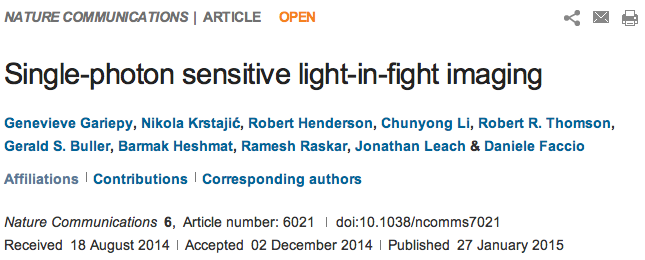 NATURE COMMUNICATIONS | ARTICLE OPEN
Single-photon sensitive light-in-fight imaging
Genevieve Gariepy, Nikola Krstajić, Robert Henderson, Chunyong Li, Robert R. Thomson,
Gerald S. Buller, Barmak Heshmat, Ramesh Raskar, Jonathan Leach & Daniele Faccio
Affiliations | Contributions | Corresponding authors
Nature Communications 6, Article number: 6021 | doi:10.1038/ncomms7021
Received 18 August 2014 | Accepted 02 December 2014 | Published 27 January 2015